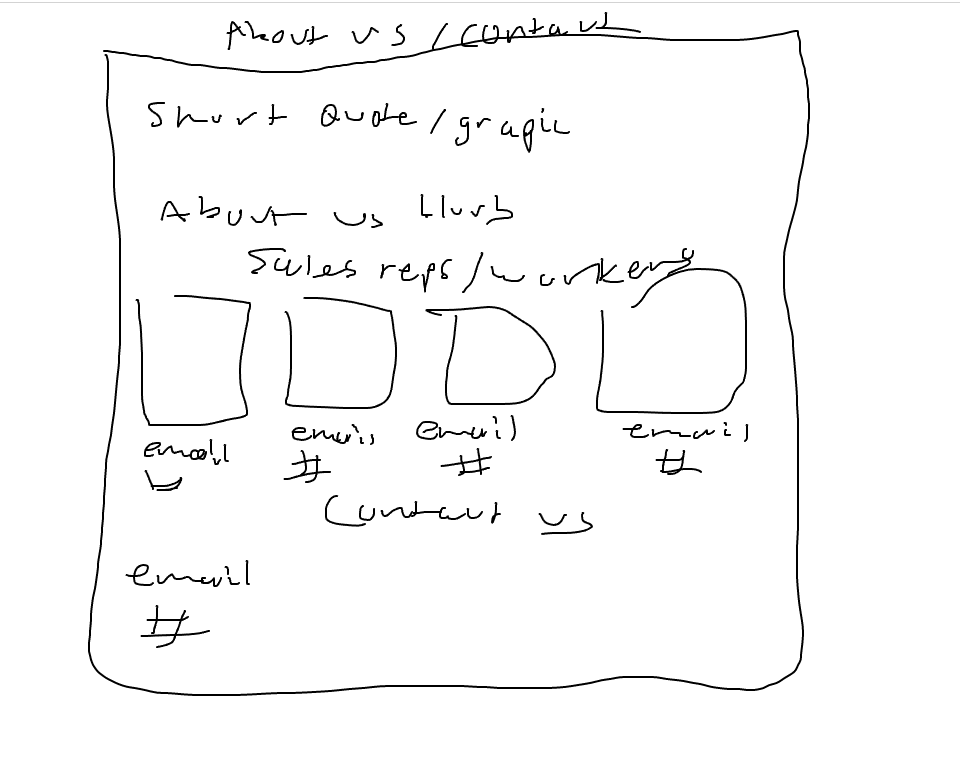 About us / contact
Short Quote/grapic
About us blurb
Sales reps/workers
email email email email
# # #
Contact us
email
#